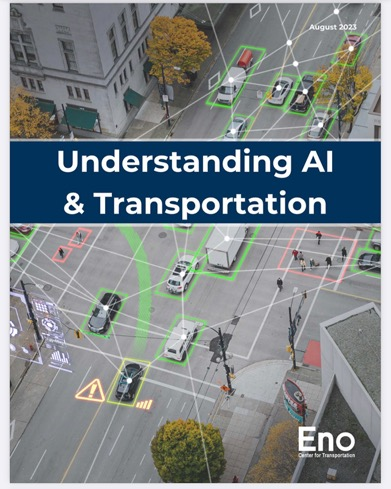 August 2023
Understanding AI
& Transportation
Eno
Center for Transportation